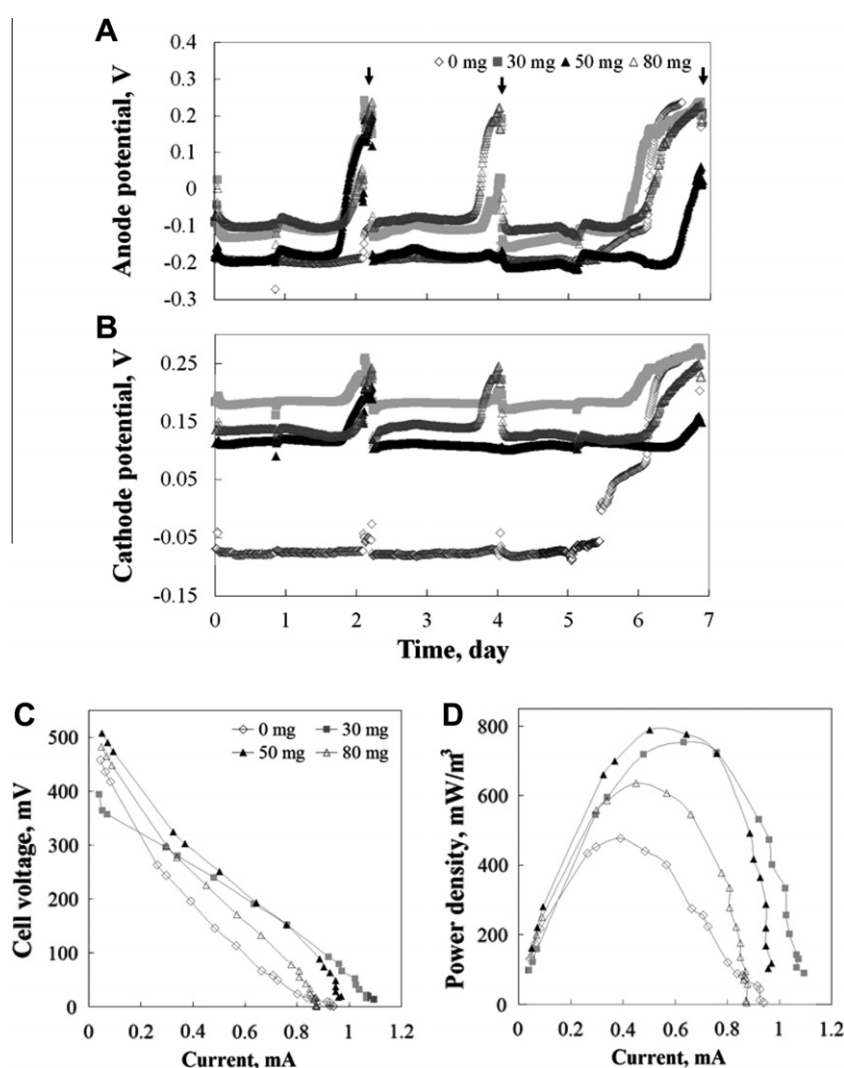 A
0.4
0.3
0.2
0.1
0
-0.1
-0.2
-0.3
Anode potential, V
0 mg 30 mg 50 mg 80 mg
B
0.25
0.15
0.05
-0.05
-0.15
Cathode potential, V
0 1 2 3 4 5 6 7
Time, day
C
0 mg 30 mg
50 mg 80 mg
500
400
300
200
100
0
Cell voltage, mV
0 0.2 0.4 0.6 0.8 1 1.2
Current, mA
D
800
600
400
200
0
Power density, mW/m³
0 0.2 0.4 0.6 0.8 1 1.2
Current, mA